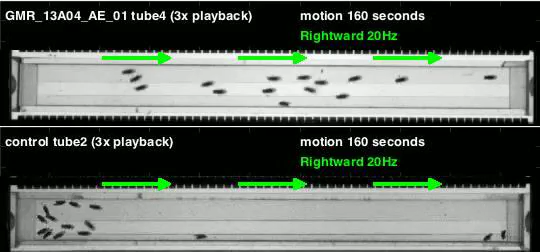 GMR_13A04_AE_01 tube4 (3x playback)
motion 160 seconds
Rightward 20Hz
control tube2 (3x playback)
motion 160 seconds
Rightward 20Hz